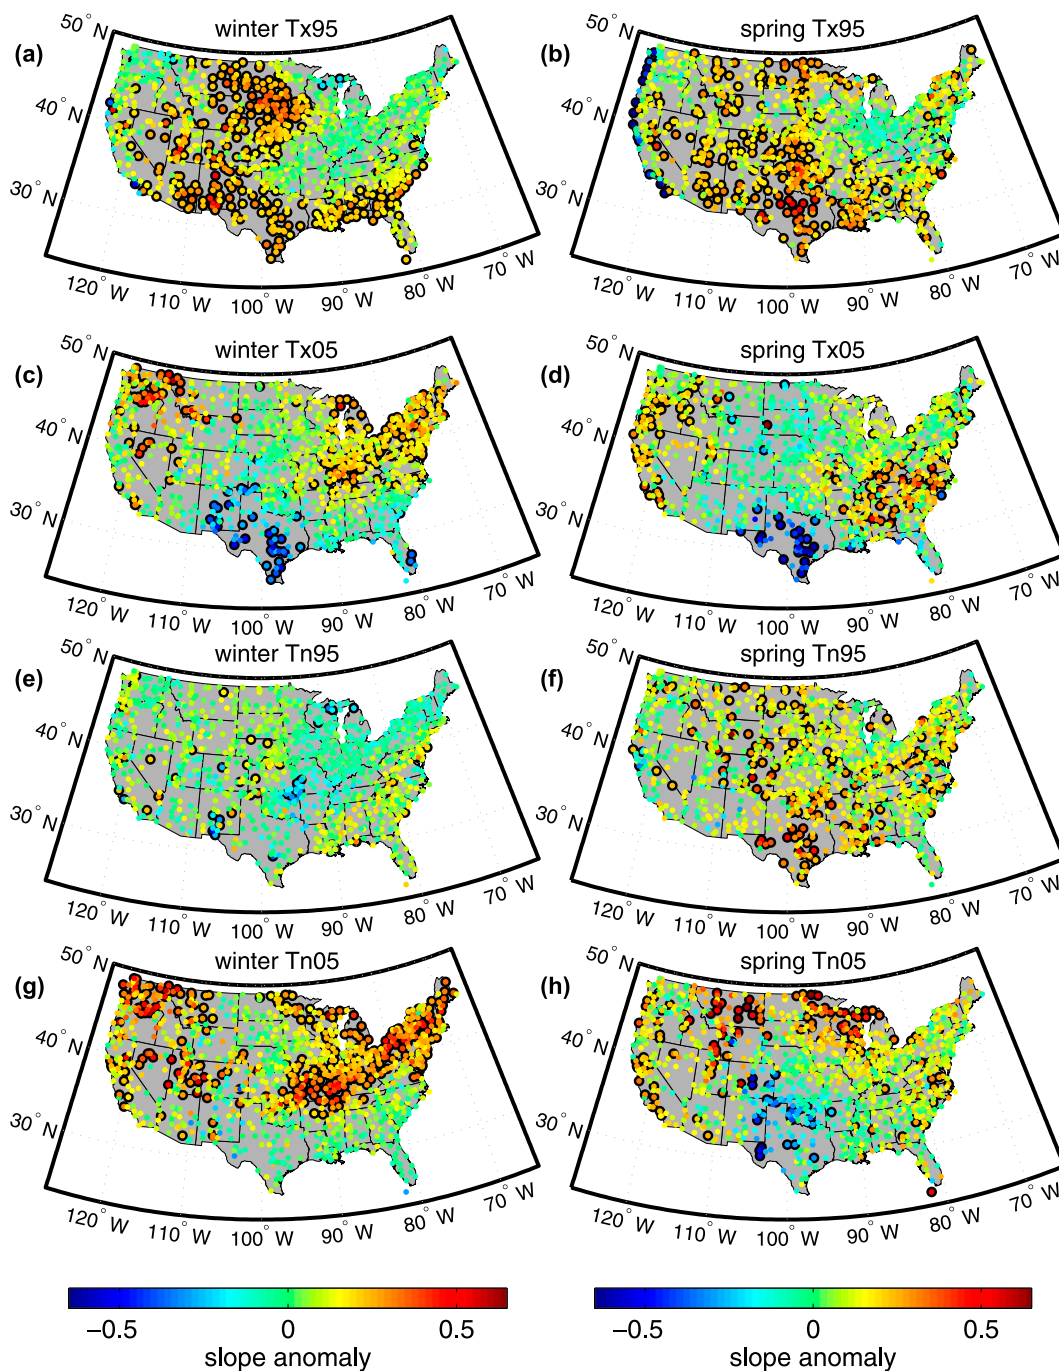 winter Tx95
spring Tx95
(a)
(b)
50° N
40° N
30° N
120° W
110° W
100° W
90° W
80° W
70° W
50° N
40° N
30° N
120° W
110° W
100° W
90° W
80° W
70° W
winter Tx05
spring Tx05
(c)
(d)
50° N
40° N
30° N
120° W
110° W
100° W
90° W
80° W
70° W
50° N
40° N
30° N
120° W
110° W
100° W
90° W
80° W
70° W
winter Tn95
spring Tn95
(e)
(f)
50° N
40° N
30° N
120° W
110° W
100° W
90° W
80° W
70° W
50° N
40° N
30° N
120° W
110° W
100° W
90° W
80° W
70° W
winter Tn05
spring Tn05
(g)
(h)
50° N
40° N
30° N
120° W
110° W
100° W
90° W
80° W
70° W
50° N
40° N
30° N
120° W
110° W
100° W
90° W
80° W
70° W
−0.5 0 0.5
slope anomaly
−0.5 0 0.5
slope anomaly